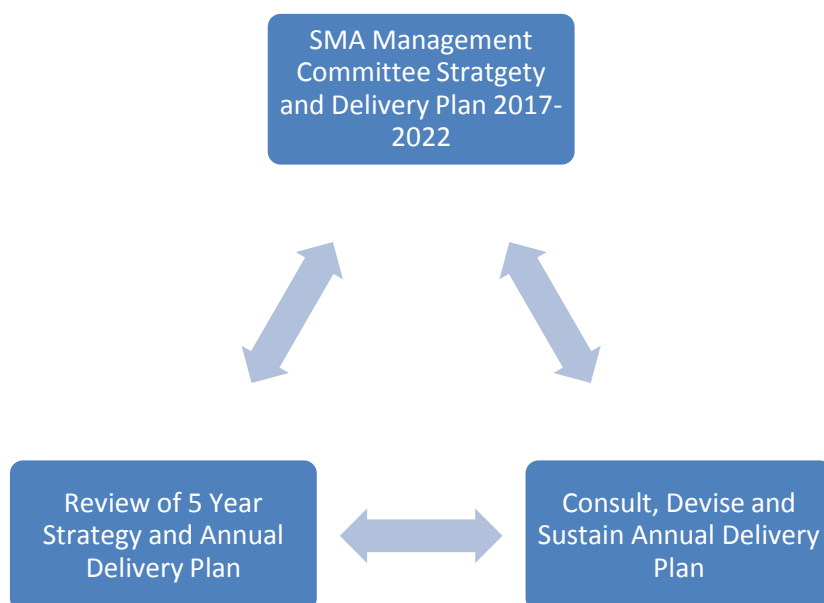 SMA Management
Committee Stratgety
and Delivery Plan 2017-
2022
Review of 5 Year
Strategy and Annual
Delivery Plan
Consult, Devise and
Sustain Annual Delivery
Plan